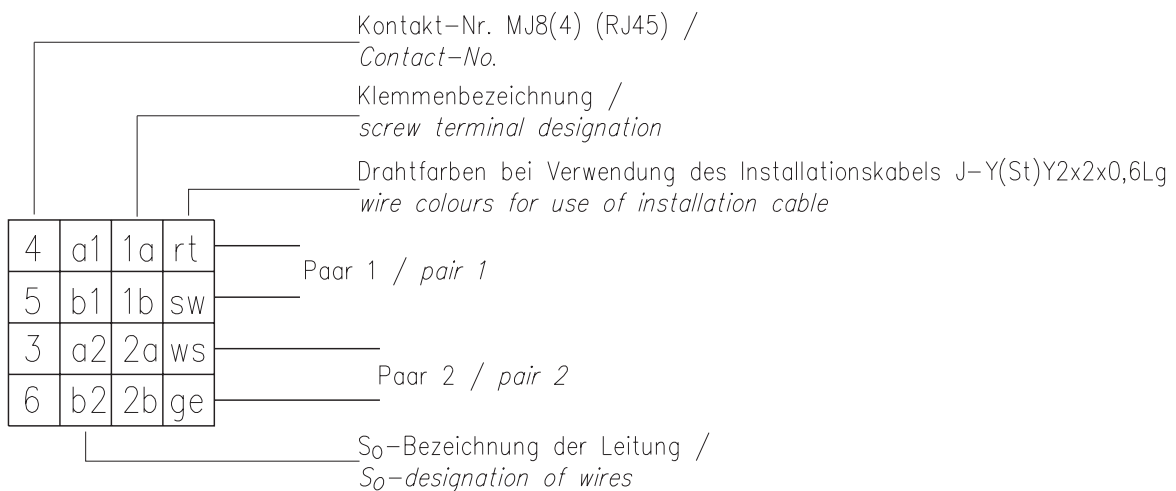 Kontakt-Nr. MJ8(4) (RJ45) /
Contact-No.
Klemmenbezeichnung /
screw terminal designation
Drahtfarben bei Verwendung des Installationskabels J-Y(St)Y2x2x0,6Lg
wire colours for use of installation cable
4 a1 1a rt
Paar 1 / pair 1
5 b1 1b sw
3 a2 2a ws
Paar 2 / pair 2
6 b2 2b ge
S0-Bezeichnung der Leitung /
S0-designation of wires